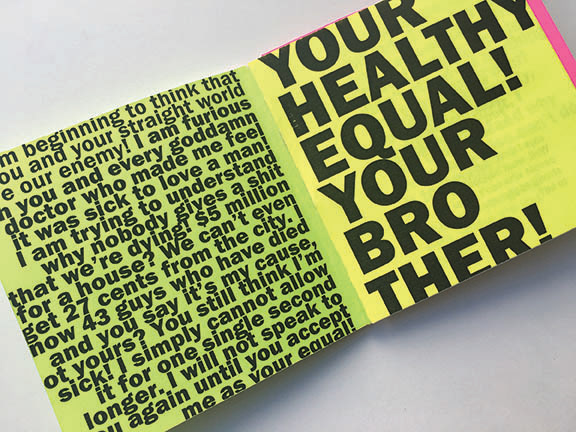 m beginning to think that
ou and your straight world
e our enemy! I am furious
h you and every goddamn
doctor who made me feel
it was sick to love a man!
I am trying to understand
why nobody gives a shit
that we're dying! $5 million
for a house? We can't even
get 27 cents from the city. I
now 43 guys who have died
and you say it's my cause,
ot yours? You still think I'm
sick! I simply cannot allow
it for one single second
longer. I will not speak to
ou again until you accept
me as your equal!
YOUR
HEALTHY
EQUAL!
YOUR
BRO
THER!